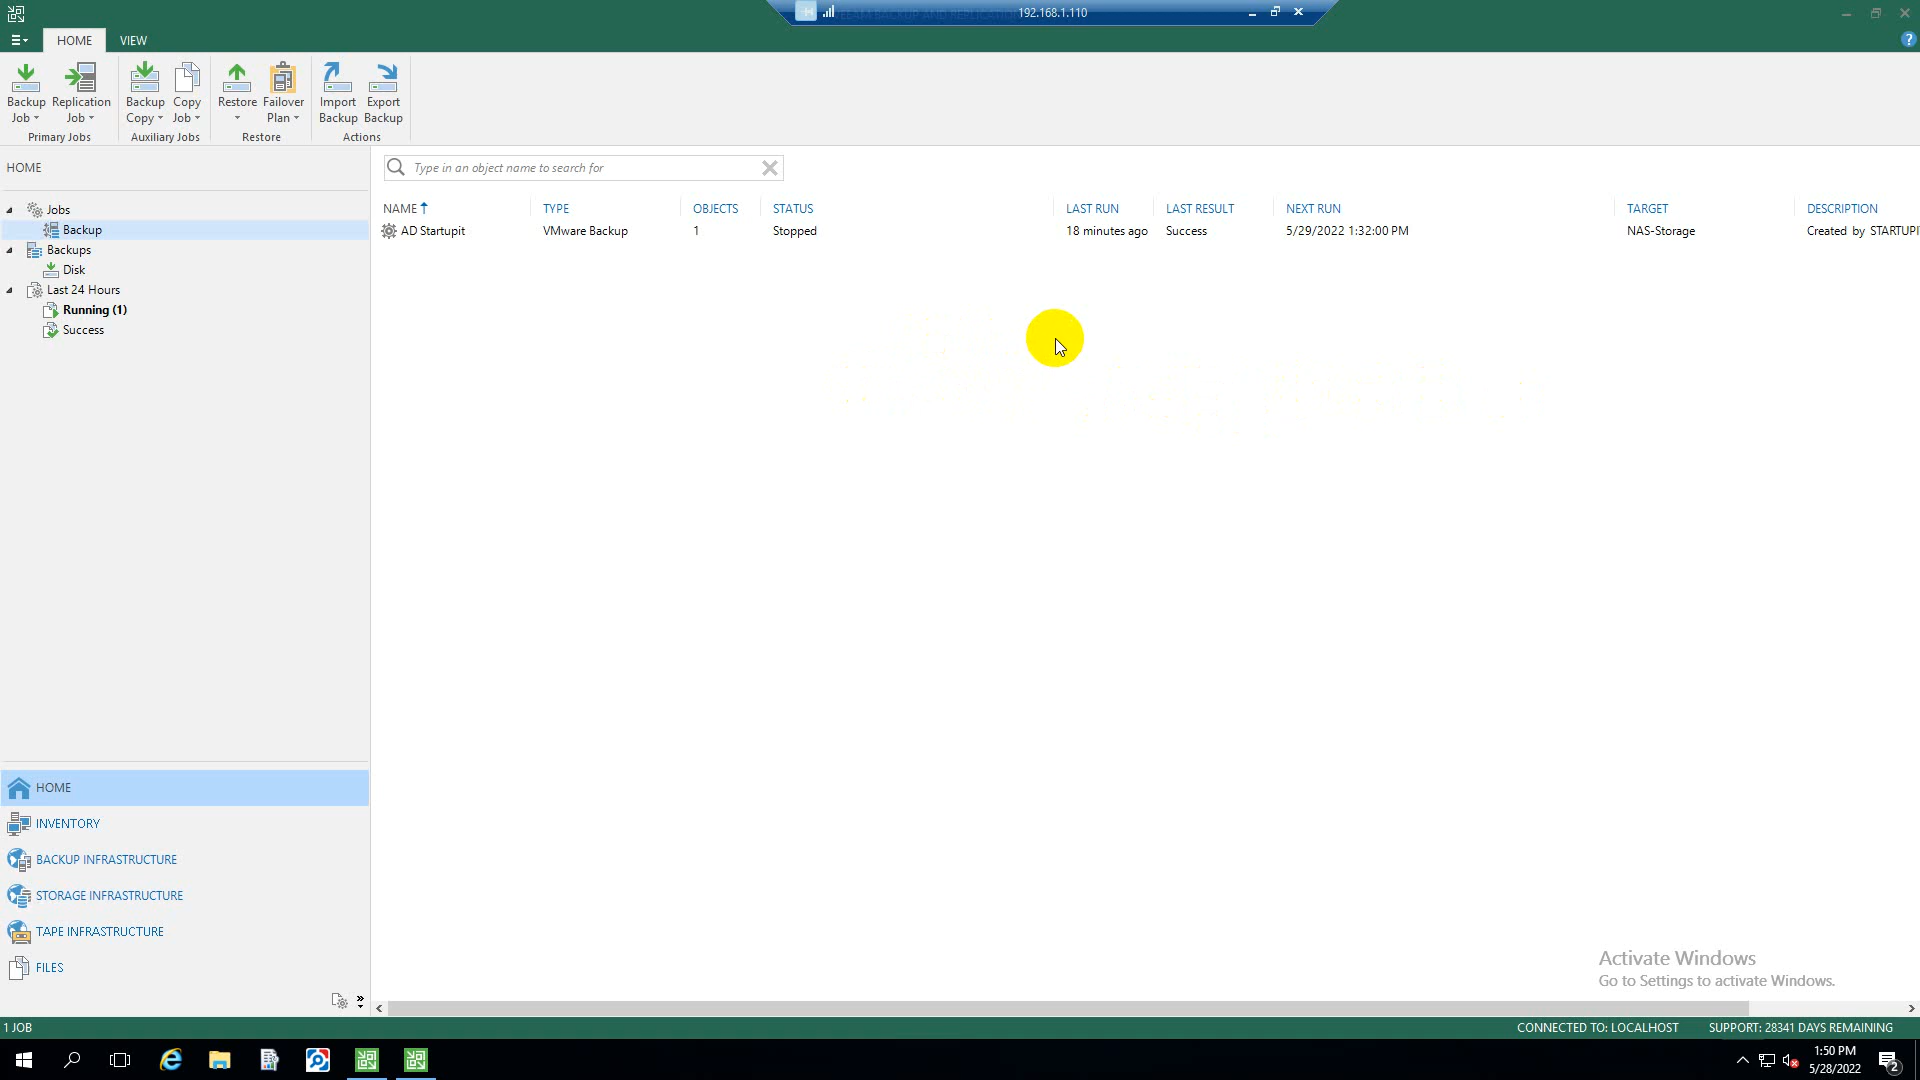 VEEAM BACKUP AND REPLICATION
192.168.1.110
HOME
VIEW
Backup Job
Replication Job
Backup Copy
Copy Job
Restore
Failover Plan
Import Backup
Export Backup
Primary Jobs
Auxiliary Jobs
Restore
Actions
HOME
Type in an object name to search for
Jobs
Backup
Backups
Disk
Last 24 Hours
Running (1)
Success
NAME TYPE OBJECTS STATUS LAST RUN LAST RESULT NEXT RUN TARGET DESCRIPTION
AD Startupit VMware Backup 1 Stopped 18 minutes ago Success 5/29/2022 1:32:00 PM NAS-Storage Created by STARTUPI
HOME
INVENTORY
BACKUP INFRASTRUCTURE
STORAGE INFRASTRUCTURE
TAPE INFRASTRUCTURE
FILES
Activate Windows
Go to Settings to activate Windows.
1 JOB
CONNECTED TO: LOCALHOST
SUPPORT: 28341 DAYS REMAINING
1:50 PM
5/28/2022
2